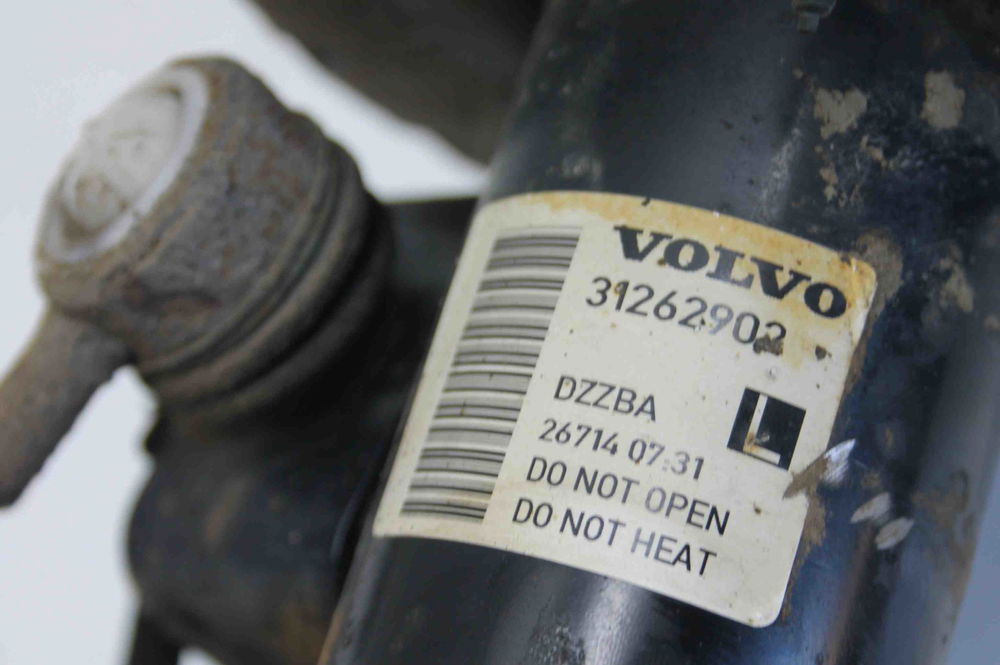 VOLVO
31262902
DZZBA
L
26714 07:31
DO NOT OPEN
DO NOT HEAT